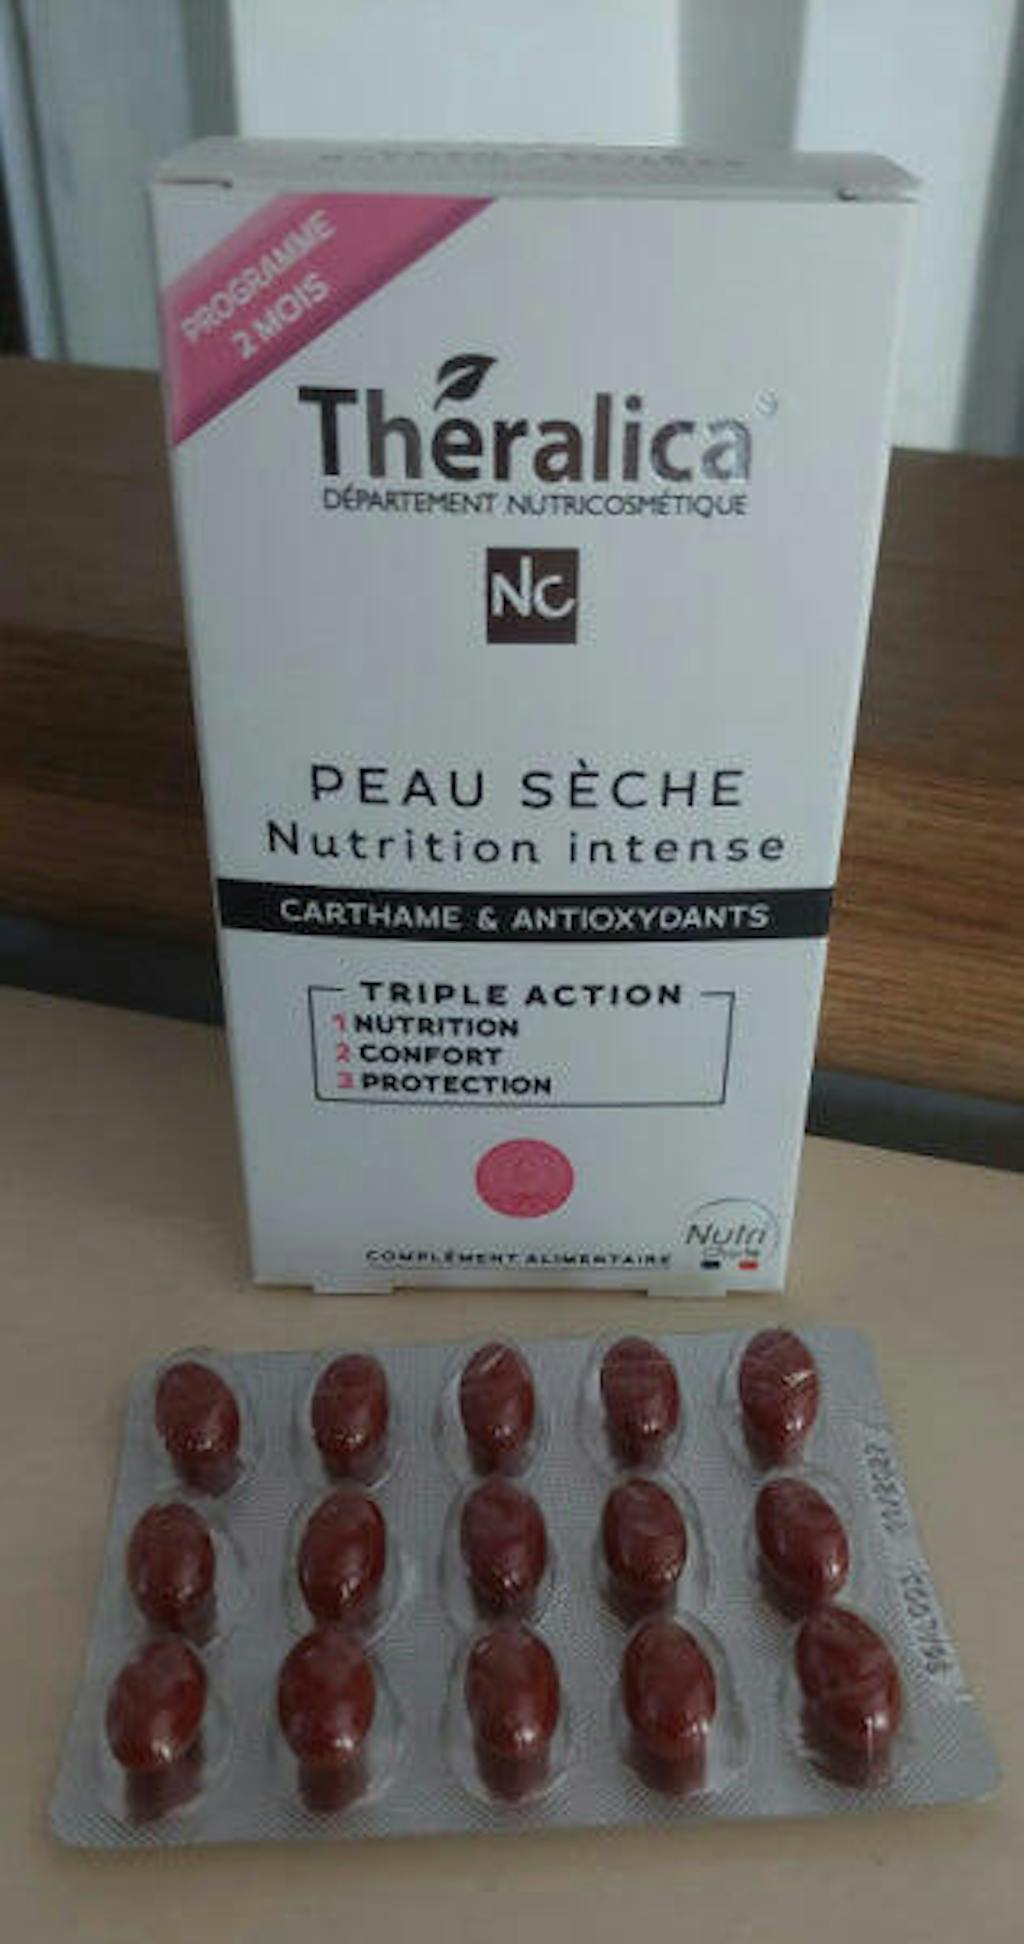 PROGRAMME
2 MOIS
Théralica®
DÉPARTEMENT NUTRICOSMÉTIQUE
NC
PEAU SÈCHE
Nutrition intense
CARTHAME & ANTIOXYDANTS
TRIPLE ACTION
1 NUTRITION
2 CONFORT
3 PROTECTION
COMPLÉMENT ALIMENTAIRE
Nutri